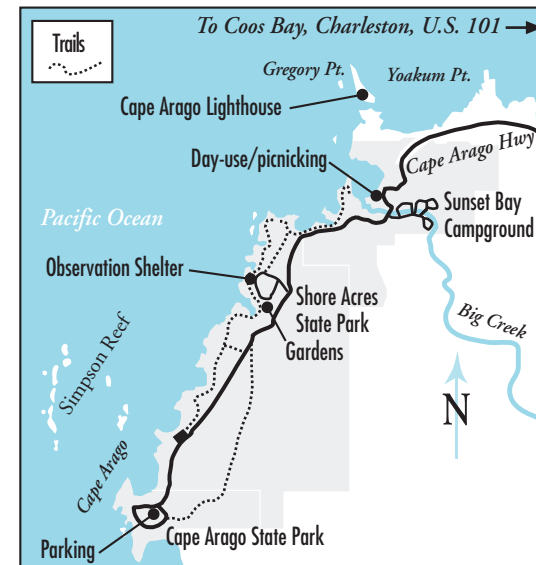 To Coos Bay, Charleston, U.S. 101
Trails
Gregory Pt.
Yoakum Pt.
Cape Arago Lighthouse
Cape Arago Hwy
Day-use/picnicking
Sunset Bay
Campground
Pacific Ocean
Observation Shelter
Shore Acres
State Park
Gardens
Big Creek
Simpson Reef
N
Cape Arago
Cape Arago State Park
Parking